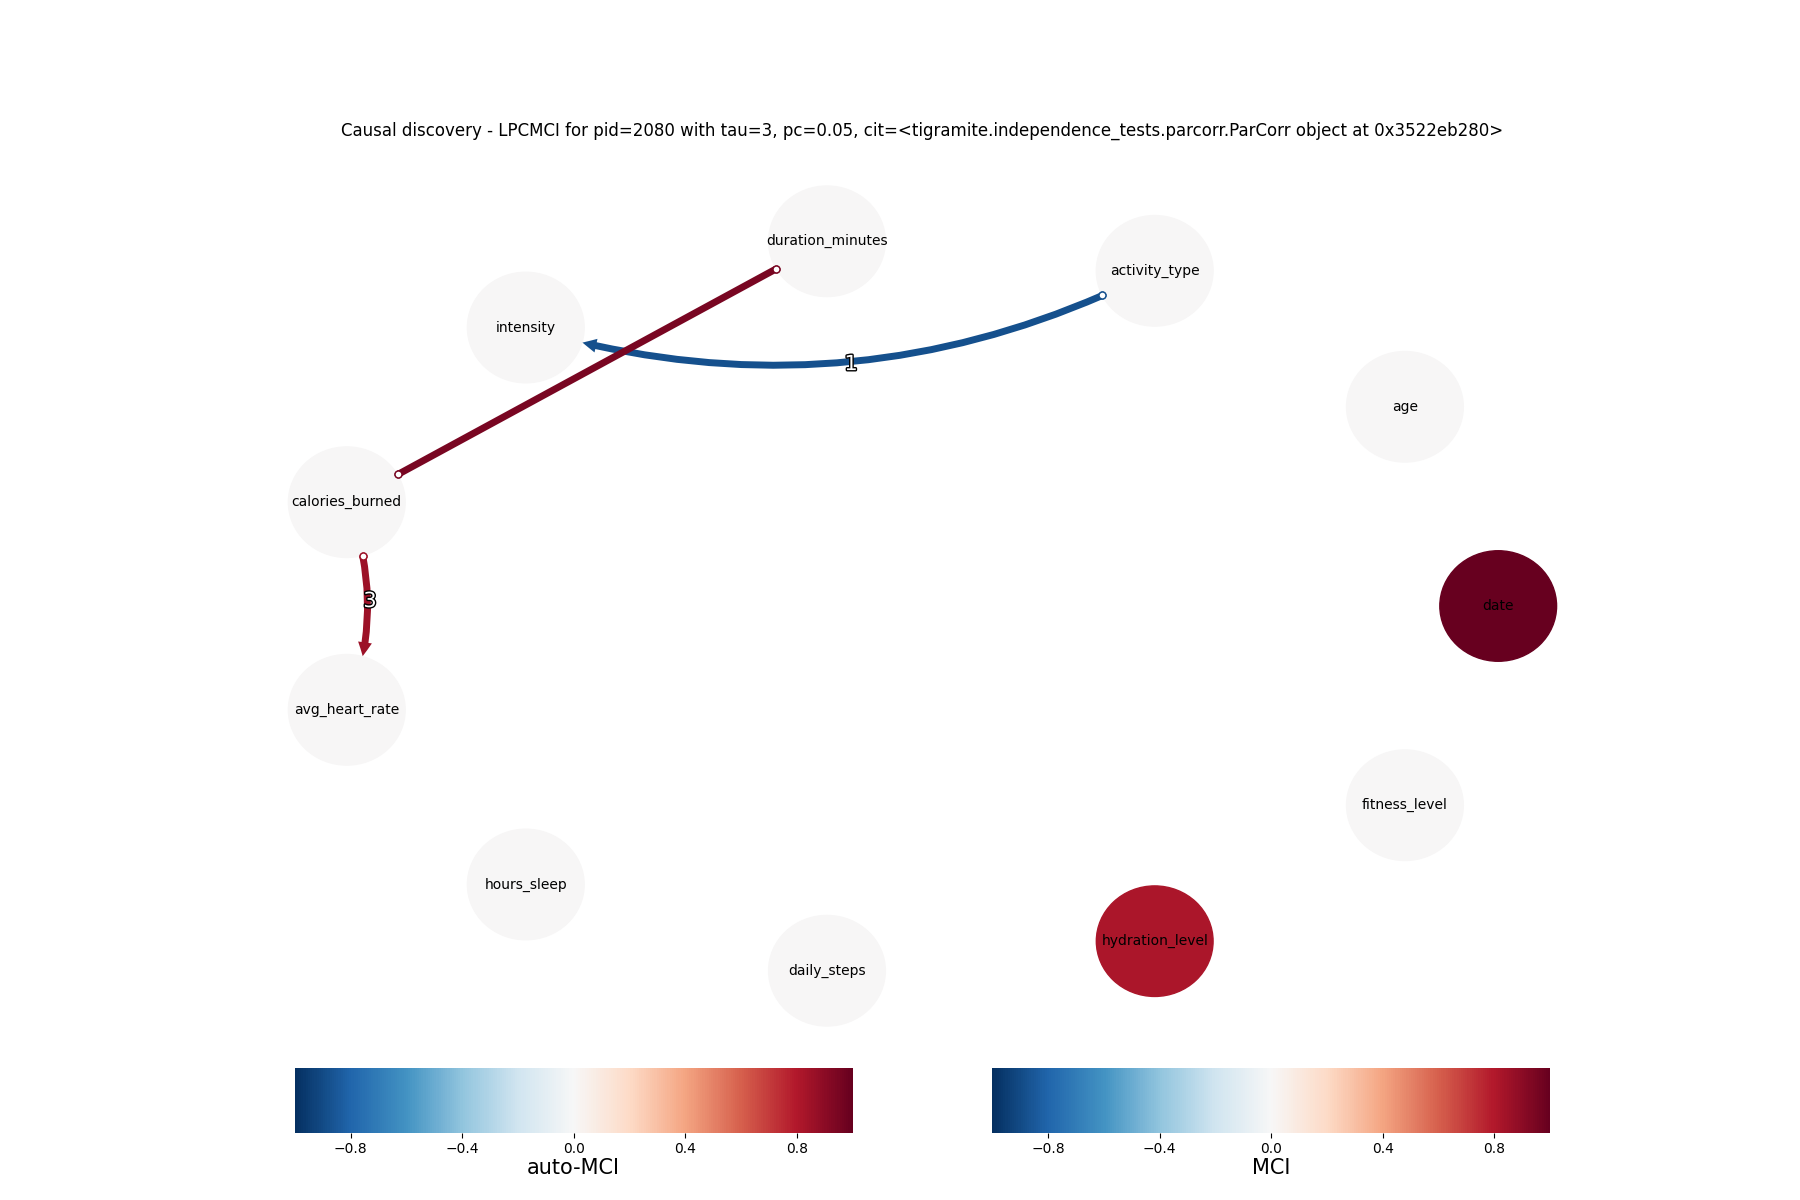 Causal discovery - LPCMCI for pid=2080 with tau=3, pc=0.05, cit=<tigramite.independence_tests.parcorr.ParCorr object at 0x3522eb280>
duration_minutes
activity_type
intensity
1
age
calories_burned
3
date
avg_heart_rate
fitness_level
hours_sleep
hydration_level
daily_steps
−0.8 −0.4 0.0 0.4 0.8
auto-MCI
−0.8 −0.4 0.0 0.4 0.8
MCI